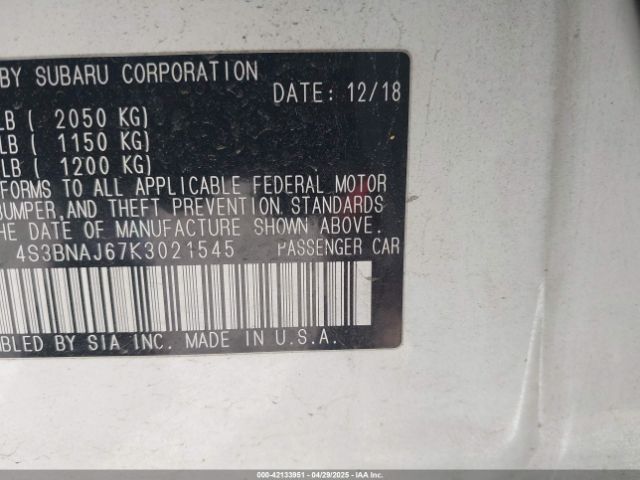 BY SUBARU CORPORATION
DATE: 12/18
LB ( 2050 KG)
LB ( 1150 KG)
LB ( 1200 KG)
FORMS TO ALL APPLICABLE FEDERAL MOTOR
BUMPER, AND THEFT PREVENTION STANDARDS
DATE OF MANUFACTURE SHOWN ABOVE.
4S3BNAJ67K3021545 PASSENGER CAR
MBLED BY SIA INC. MADE IN U.S.A.
000-42133951 - 04/29/2025 - IAA Inc.